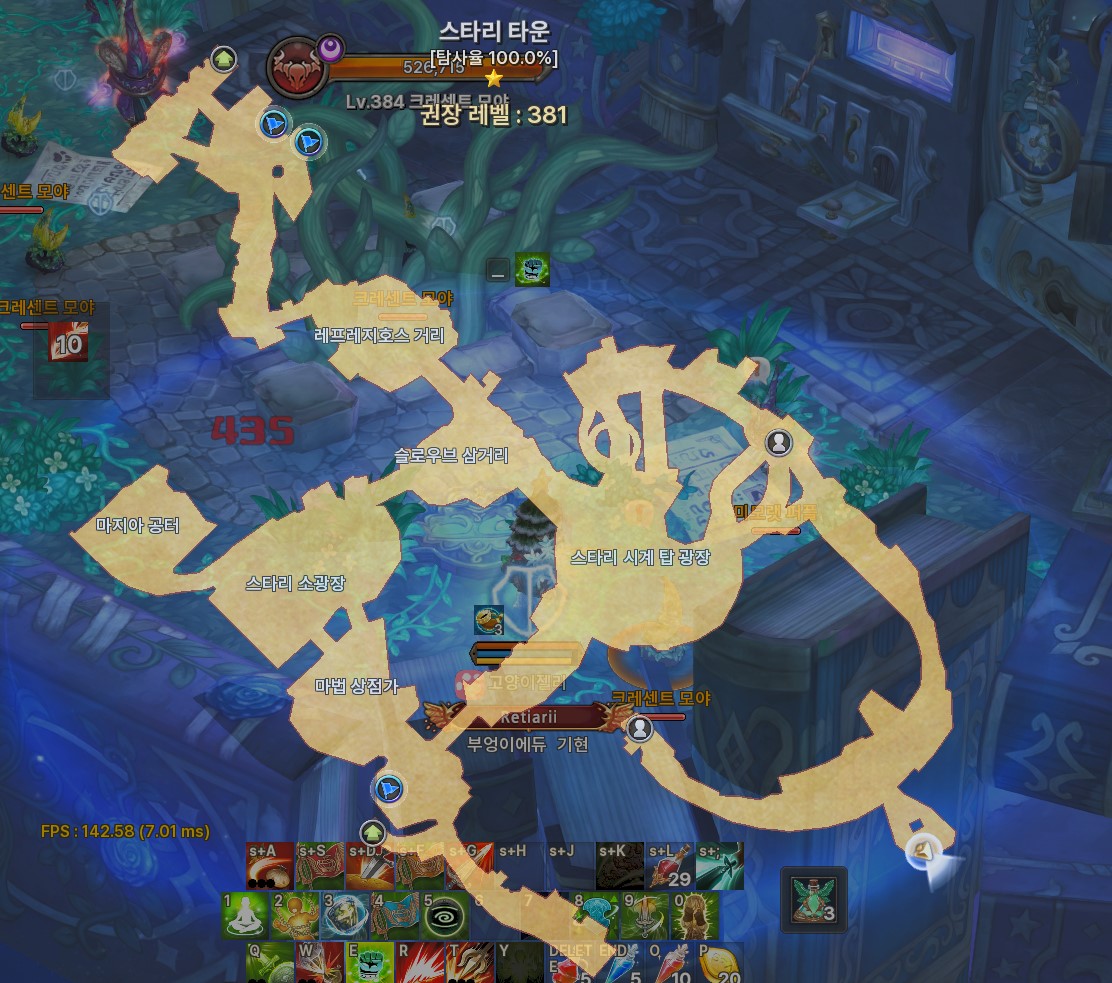 스타리 타운
[탐사율 100.0%]
Lv.384 크레센트 모야
권장 레벨 : 381
센트 모야
크레센트 모야
크레센트 모야
레프레지호스 거리
10
435
슬로우브 삼거리
마지아 공터
스타리 시계 탑 광장
스타리 소광장
3
마법 상점가
고양이젤리
크레센트 모야
Retiarii
부엉이에듀 기현
FPS : 142.58 (7.01 ms)
s+A s+S s+D s+F s+G s+H s+J s+K s+L s+;
29
1 2 3 4 5 6 7 8 9 0
3
Q W E R T Y DELETE END O, P
5 5 10 20